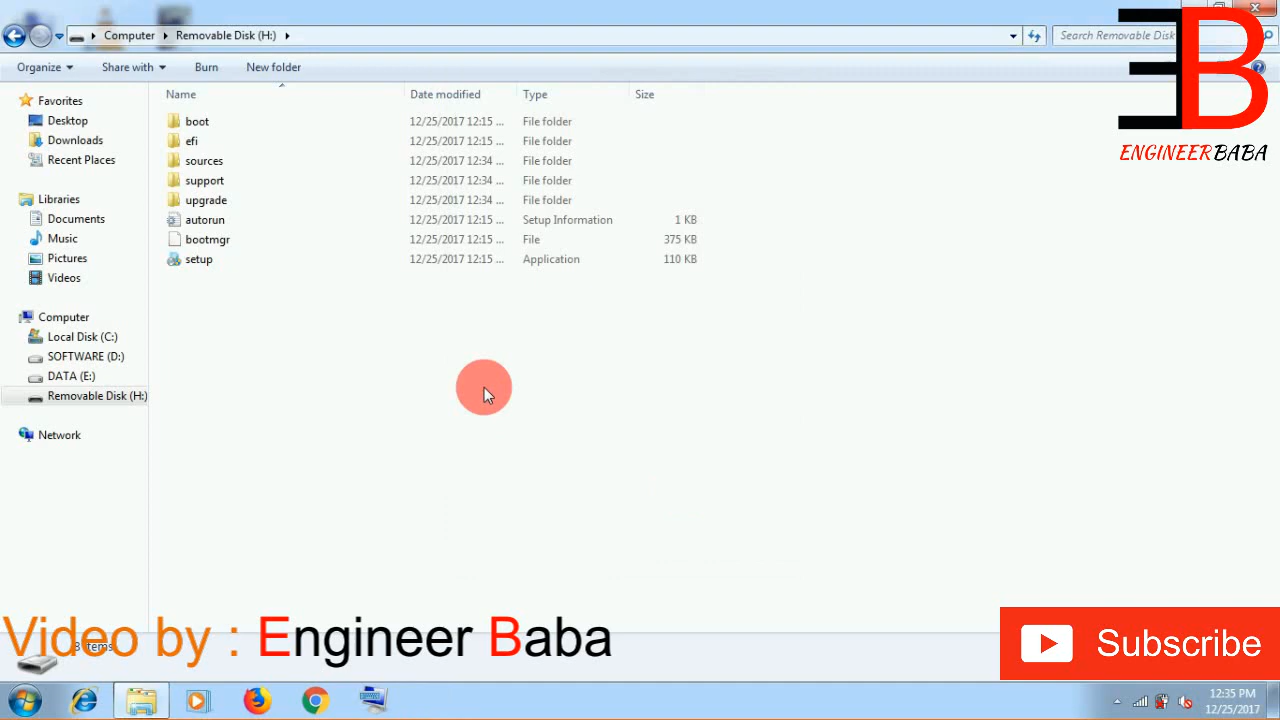 Computer Removable Disk (H:)
Search Removable Disk
Organize Share with Burn New folder
ENGINEERBABA
Name Date modified Type Size
boot 12/25/2017 12:15 ... File folder
efi 12/25/2017 12:15 ... File folder
sources 12/25/2017 12:34 ... File folder
support 12/25/2017 12:34 ... File folder
upgrade 12/25/2017 12:34 ... File folder
autorun 12/25/2017 12:15 ... Setup Information 1 KB
bootmgr 12/25/2017 12:15 ... File 375 KB
setup 12/25/2017 12:15 ... Application 110 KB
Favorites
Desktop
Downloads
Recent Places
Libraries
Documents
Music
Pictures
Videos
Computer
Local Disk (C:)
SOFTWARE (D:)
DATA (E:)
Removable Disk (H:)
Network
Video by : Engineer Baba
8 items
Subscribe
12:35 PM
12/25/2017